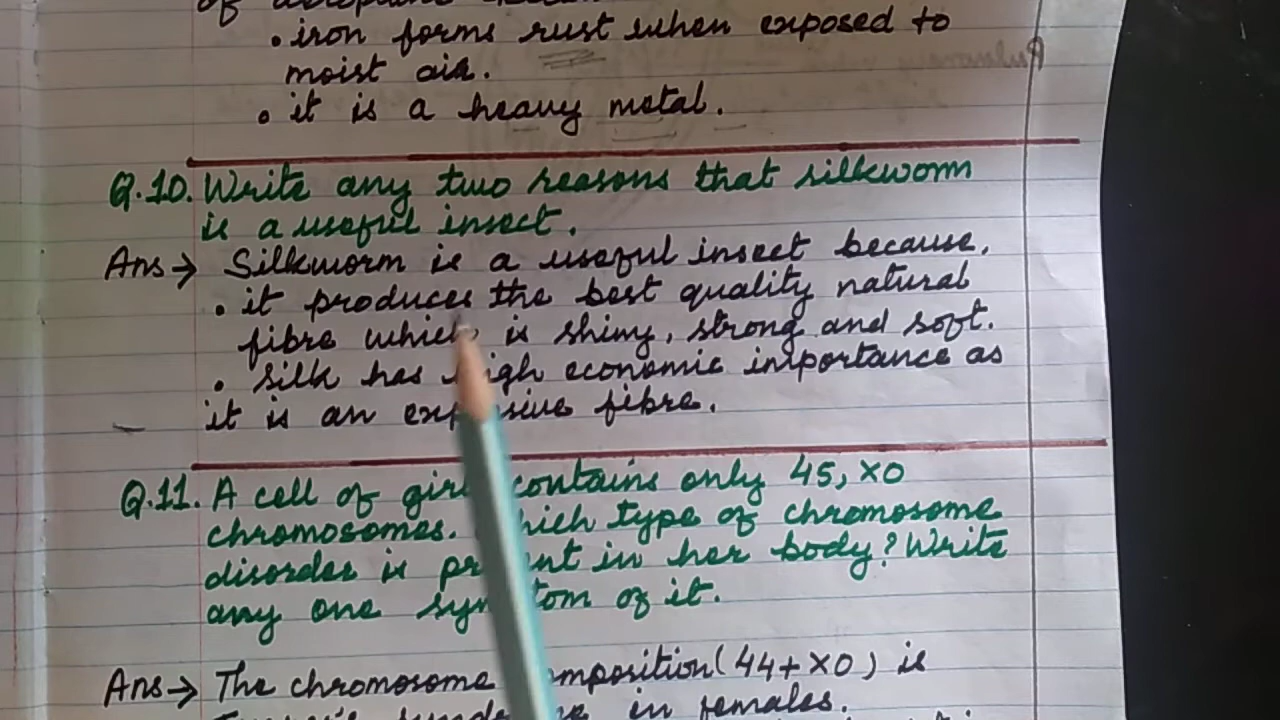 of aeroplane
• iron forms rust when exposed to
moist air.
• it is a heavy metal.
Q.10. Write any two reasons that silkworm
is a useful insect.
Ans → Silkworm is a useful insect because,
• it produces the best quality natural
fibre which is shiny, strong and soft.
• silk has high economic importance as
it is an expensive fibre.
Q.11. A cell of girl contains only 45, XO
chromosomes. Which type of chromosome
disorder is present in her body? Write
any one symptom of it.
Ans → The chromosome composition (44+XO) is
in females.